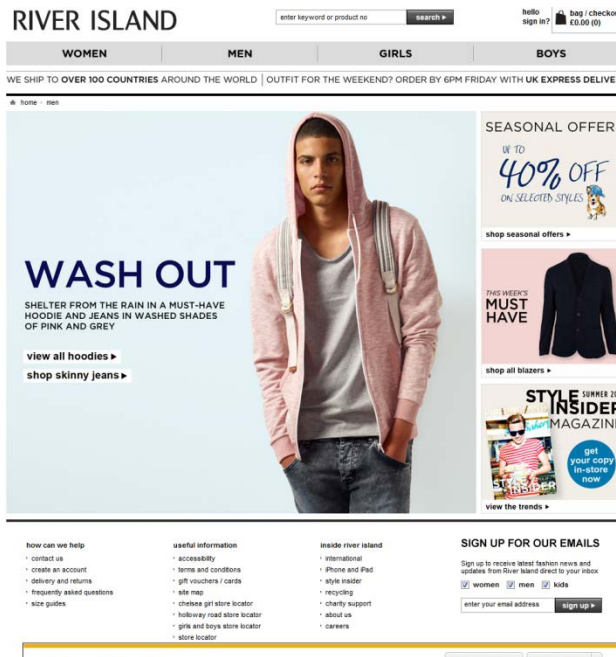 RIVER ISLAND
enter keyword or product no
search
hello
sign in?
bag / checkou
£0.00 (0)
WOMEN
MEN
GIRLS
BOYS
WE SHIP TO OVER 100 COUNTRIES AROUND THE WORLD | OUTFIT FOR THE WEEKEND? ORDER BY 6PM FRIDAY WITH UK EXPRESS DELIVE
home
men
WASH OUT
SHELTER FROM THE RAIN IN A MUST-HAVE
HOODIE AND JEANS IN WASHED SHADES
OF PINK AND GREY
view all hoodies
shop skinny jeans
SEASONAL OFFER
UP TO
40% OFF
ON SELECTED STYLES
shop seasonal offers
THIS WEEK'S
MUST
HAVE
shop all blazers
STYLE SUMMER 20
INSIDER
MAGAZINE
get
your copy
in-store
now
STYLE
INSIDER
view the trends
how can we help
contact us
create an account
delivery and returns
frequently asked questions
size guides
useful information
accessibility
terms and conditions
gift vouchers / cards
site map
chelsea girl store locator
holloway road store locator
girls and boys store locator
store locator
inside river island
international
iPhone and iPad
style insider
recycling
charity support
about us
careers
SIGN UP FOR OUR EMAILS
Sign up to receive latest fashion news and
updates from River Island direct to your inbox
women men kids
enter your email address
sign up